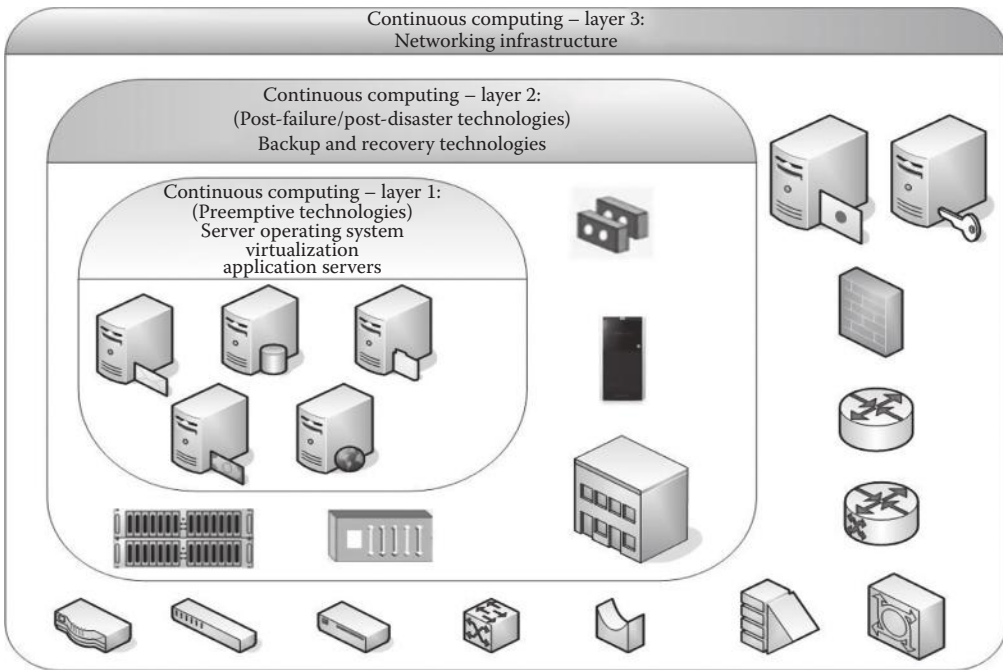 Continuous computing – layer 3:
Networking infrastructure
Continuous computing – layer 2:
(Post-failure/post-disaster technologies)
Backup and recovery technologies
Continuous computing – layer 1:
(Preemptive technologies)
Server operating system
virtualization
application servers